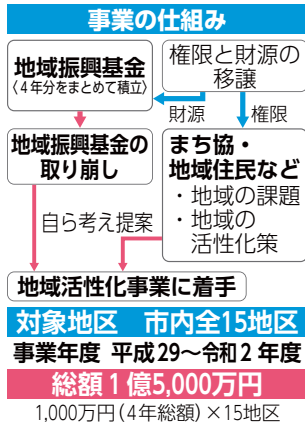 事業の仕組み
地域振興基金
〈4年分をまとめて積立〉
権限と財源の
移譲
財源
権限
地域振興基金の
取り崩し
まち協・
地域住民など
・地域の課題
・地域の
活性化策
自ら考え提案
地域活性化事業に着手
対象地区 市内全15地区
事業年度 平成29〜令和2年度
総額1億5,000万円
1,000万円(4年総額)×15地区